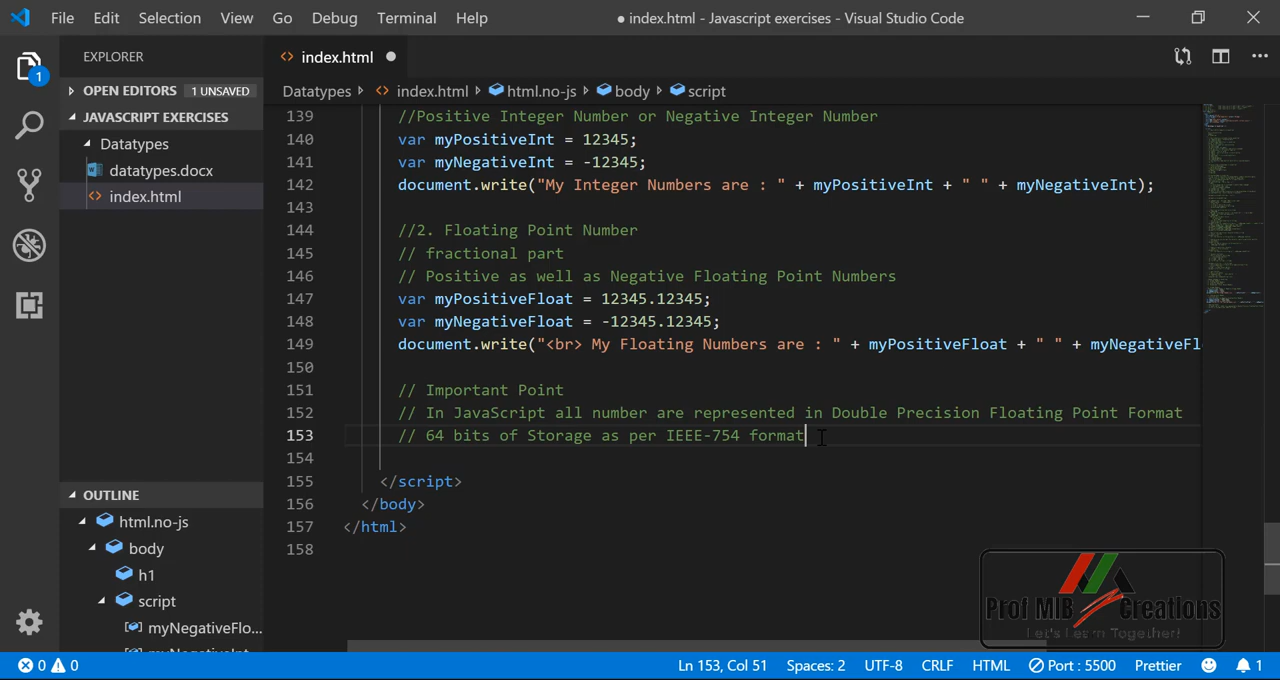 File Edit Selection View Go Debug Terminal Help ● index.html - Javascript exercises - Visual Studio Code
EXPLORER
index.html
OPEN EDITORS 1 UNSAVED
JAVASCRIPT EXERCISES
Datatypes
datatypes.docx
index.html
Datatypes index.html html.no-js body script
139 //Positive Integer Number or Negative Integer Number
140 var myPositiveInt = 12345;
141 var myNegativeInt = -12345;
142 document.write("My Integer Numbers are : " + myPositiveInt + " " + myNegativeInt);
143
144 //2. Floating Point Number
145 // fractional part
146 // Positive as well as Negative Floating Point Numbers
147 var myPositiveFloat = 12345.12345;
148 var myNegativeFloat = -12345.12345;
149 document.write("<br> My Floating Numbers are : " + myPositiveFloat + " " + myNegativeFl
150
151 // Important Point
152 // In JavaScript all number are represented in Double Precision Floating Point Format
153 // 64 bits of Storage as per IEEE-754 format
154
155 </script>
156 </body>
157 </html>
158
OUTLINE
html.no-js
body
h1
script
myNegativeFlo...
Prof MIB Creations
Let's Learn Together!
1
0 0 Ln 153, Col 51 Spaces: 2 UTF-8 CRLF HTML Port : 5500 Prettier 1